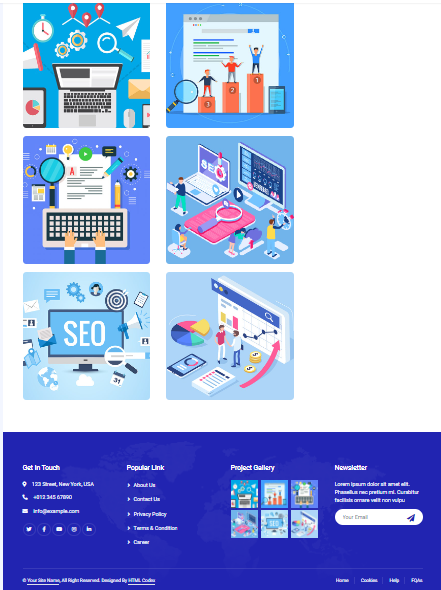 SEO
SEO
31
Get In Touch
123 Street, New York, USA
+012 345 67890
info@example.com
Popular Link
About Us
Contact Us
Privacy Policy
Terms & Condition
Career
Project Gallery
Newsletter
Lorem ipsum dolor sit amet elit.
Phasellus nec pretium mi. Curabitur
facilisis ornare velit non vulpu
Your Email
© Your Site Name, All Right Reserved. Designed By HTML Codex
Home
Cookies
Help
FQAs